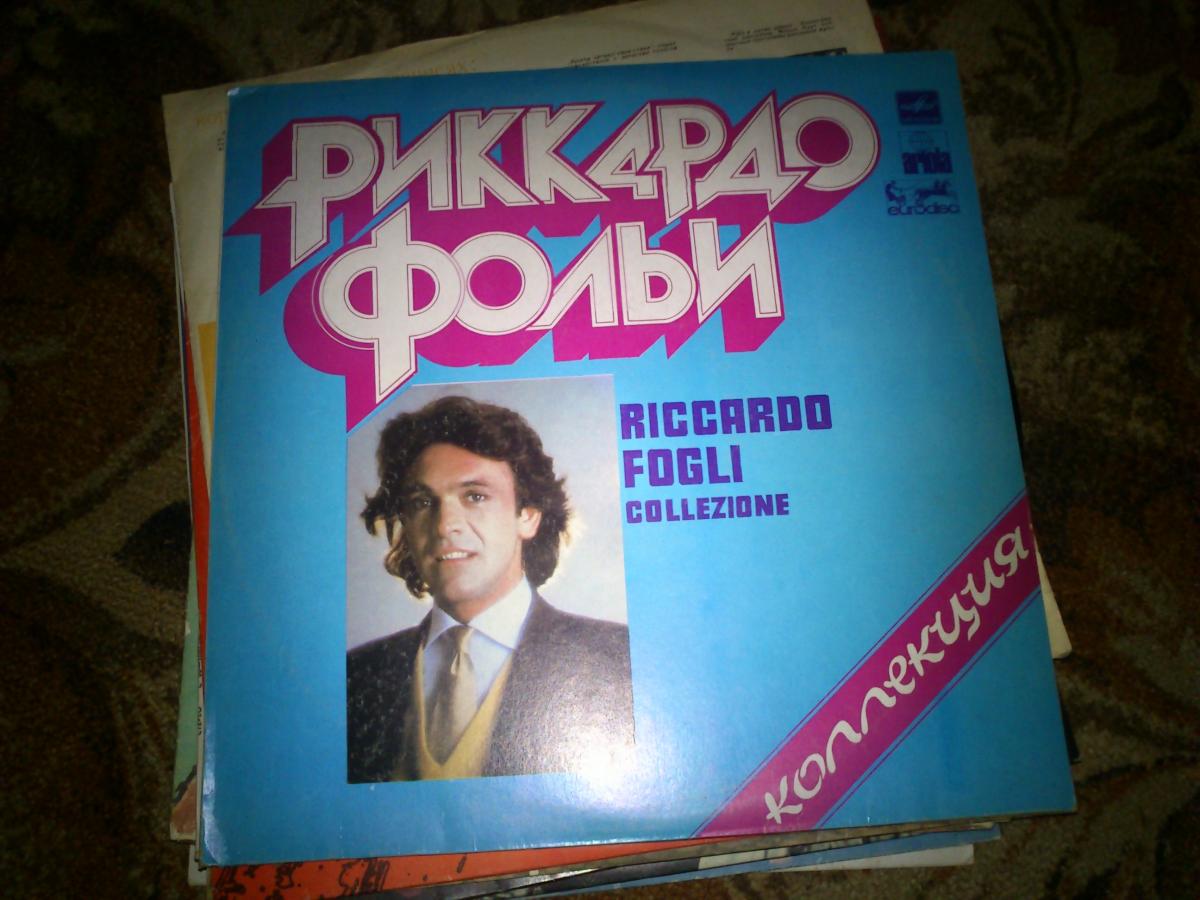 РИККАРДО
ФОЛЬИ
ariola
eurodisc
RICCARDO
FOGLI
COLLEZIONE
коллекция